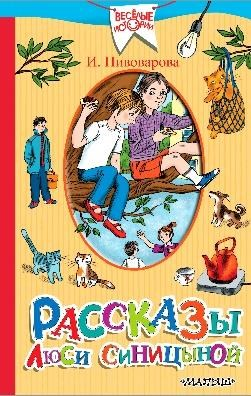 ВЕСЁЛЫЕ
ИСТОРИИ
И. Пивоварова
РАССКАЗЫ
ЛЮСИ СИНИЦЫНОЙ
«МАЛЫШ»